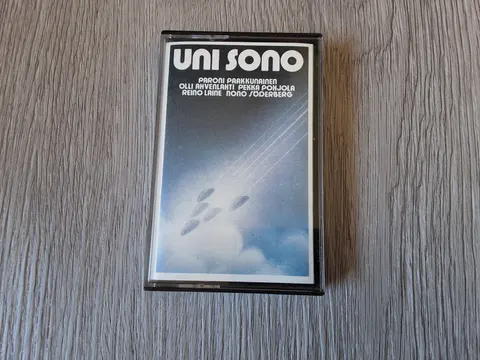 UNI SONO
PARONI PAAKKUNAINEN
OLLI AHVENLAHTI PEKKA POHJOLA
REINO LAINE NONO SÖDERBERG